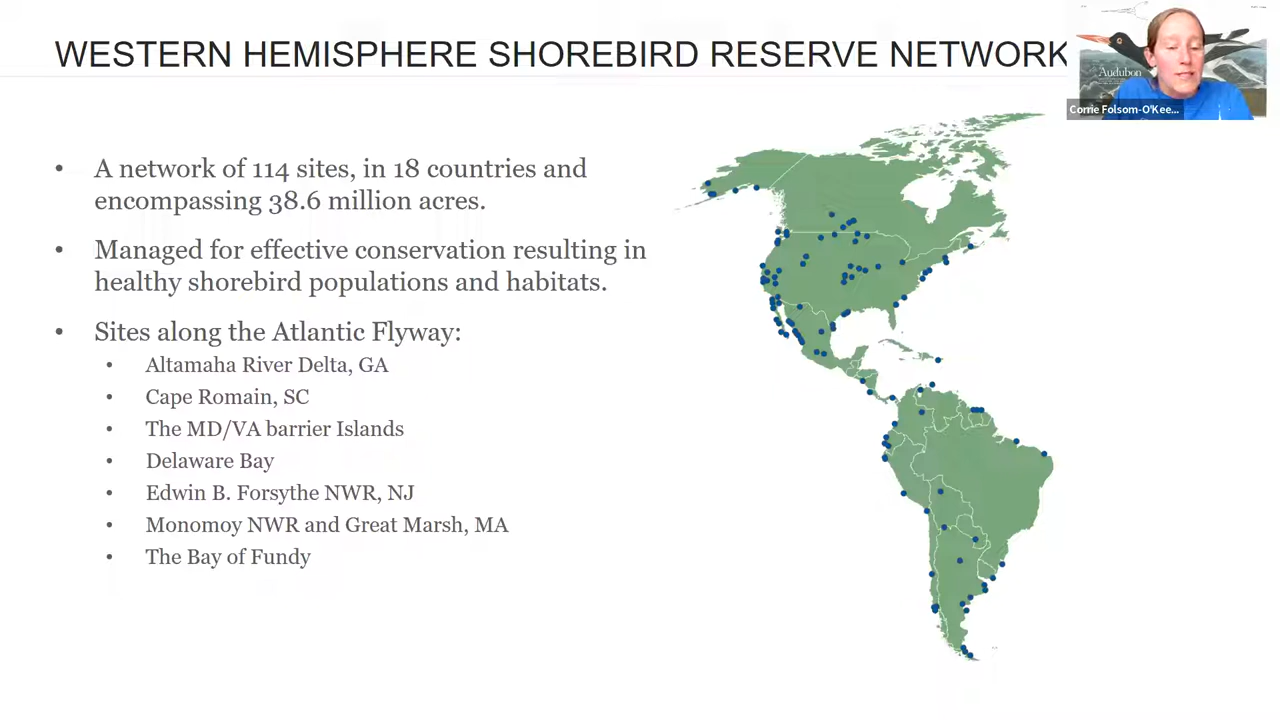 WESTERN HEMISPHERE SHOREBIRD RESERVE NETWORK
Audubon
Corrie Folsom-O'Kee...
• A network of 114 sites, in 18 countries and
encompassing 38.6 million acres.
• Managed for effective conservation resulting in
healthy shorebird populations and habitats.
• Sites along the Atlantic Flyway:
• Altamaha River Delta, GA
• Cape Romain, SC
• The MD/VA barrier Islands
• Delaware Bay
• Edwin B. Forsythe NWR, NJ
• Monomoy NWR and Great Marsh, MA
• The Bay of Fundy